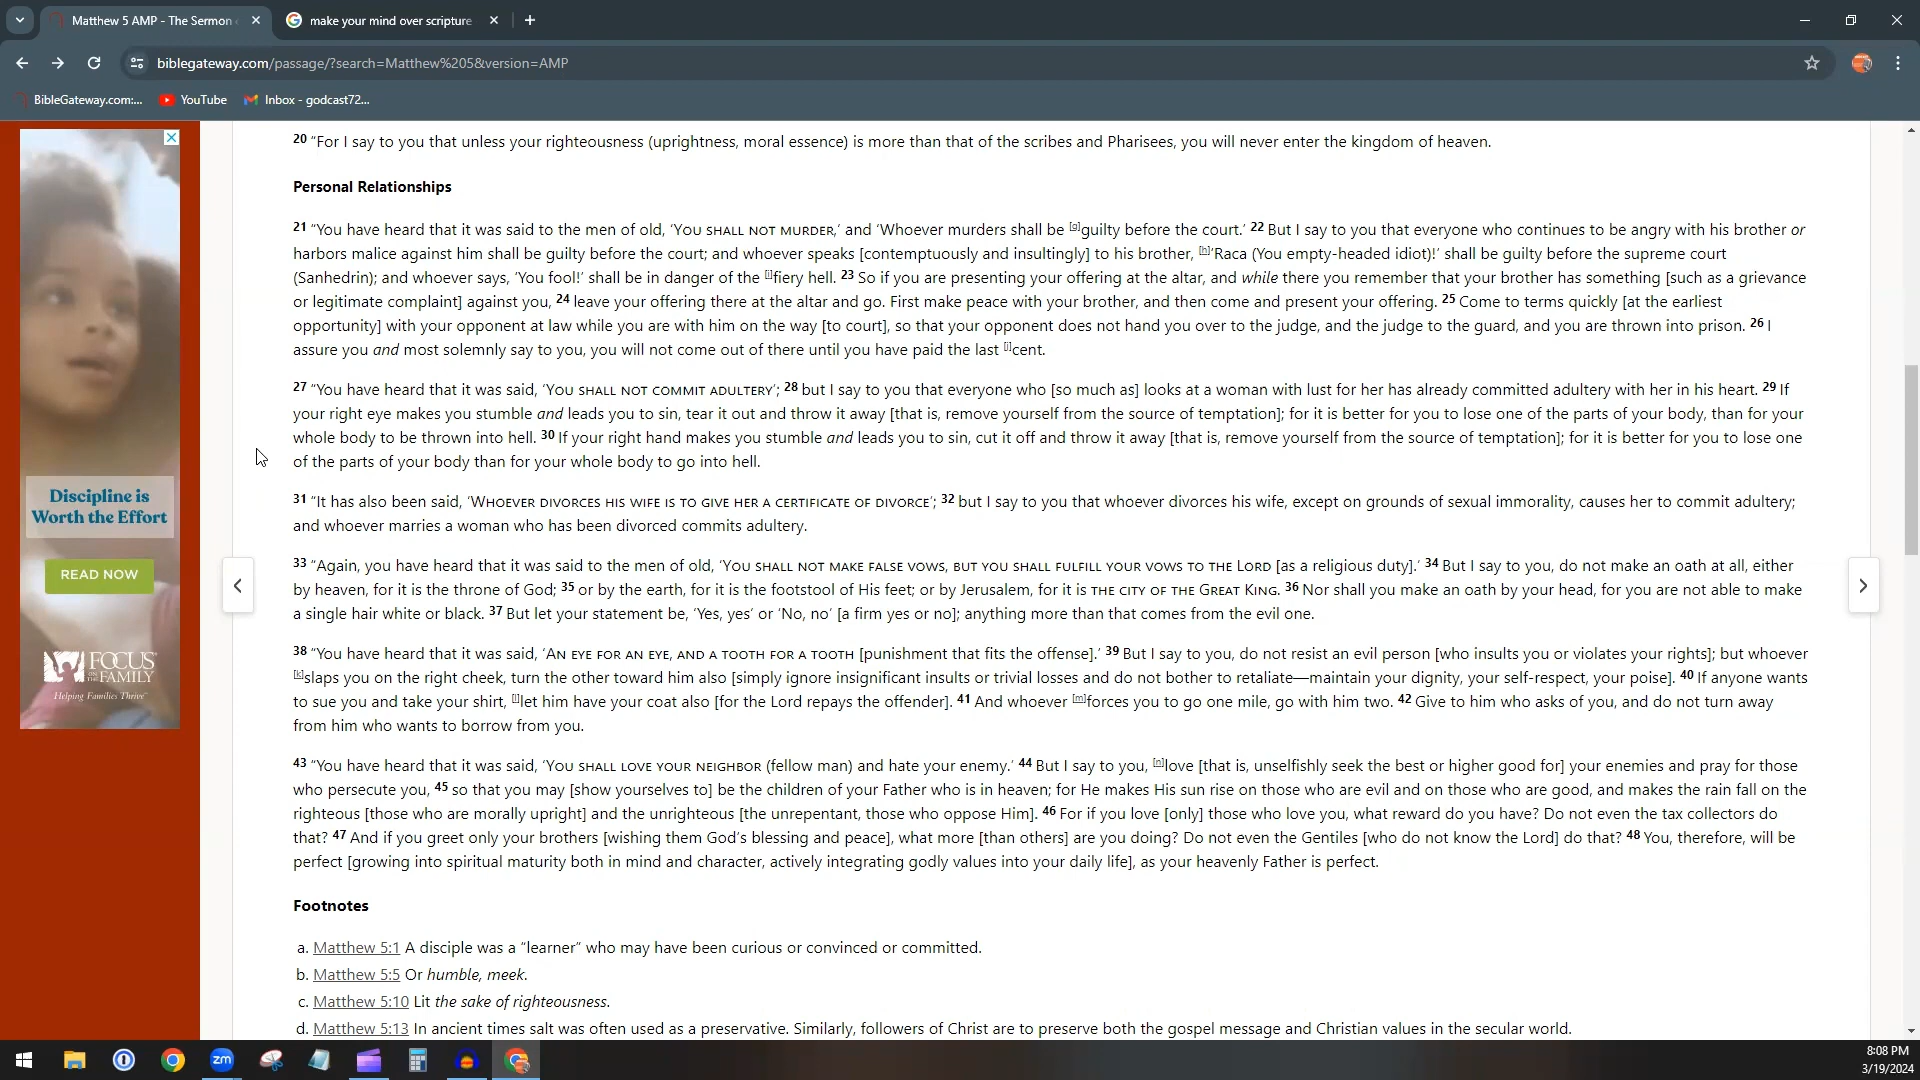 Matthew 5 AMP - The Sermon
make your mind over scripture
biblegateway.com/passage/?search=Matthew%205&version=AMP
BibleGateway.com:...
YouTube
Inbox - godcast72...
20 “For I say to you that unless your righteousness (uprightness, moral essence) is more than that of the scribes and Pharisees, you will never enter the kingdom of heaven.
Personal Relationships
21 “You have heard that it was said to the men of old, ‘YOU SHALL NOT MURDER,’ and ‘Whoever murders shall be [g]guilty before the court.’ 22 But I say to you that everyone who continues to be angry with his brother or
harbors malice against him shall be guilty before the court; and whoever speaks [contemptuously and insultingly] to his brother, [h]‘Raca (You empty-headed idiot)!’ shall be guilty before the supreme court
(Sanhedrin); and whoever says, ‘You fool!’ shall be in danger of the [i]fiery hell. 23 So if you are presenting your offering at the altar, and while there you remember that your brother has something [such as a grievance
or legitimate complaint] against you, 24 leave your offering there at the altar and go. First make peace with your brother, and then come and present your offering. 25 Come to terms quickly [at the earliest
opportunity] with your opponent at law while you are with him on the way [to court], so that your opponent does not hand you over to the judge, and the judge to the guard, and you are thrown into prison. 26 I
assure you and most solemnly say to you, you will not come out of there until you have paid the last [j]cent.
27 “You have heard that it was said, ‘YOU SHALL NOT COMMIT ADULTERY’; 28 but I say to you that everyone who [so much as] looks at a woman with lust for her has already committed adultery with her in his heart. 29 If
your right eye makes you stumble and leads you to sin, tear it out and throw it away [that is, remove yourself from the source of temptation]; for it is better for you to lose one of the parts of your body, than for your
whole body to be thrown into hell. 30 If your right hand makes you stumble and leads you to sin, cut it off and throw it away [that is, remove yourself from the source of temptation]; for it is better for you to lose one
of the parts of your body than for your whole body to go into hell.
31 “It has also been said, ‘WHOEVER DIVORCES HIS WIFE IS TO GIVE HER A CERTIFICATE OF DIVORCE’; 32 but I say to you that whoever divorces his wife, except on grounds of sexual immorality, causes her to commit adultery;
and whoever marries a woman who has been divorced commits adultery.
33 “Again, you have heard that it was said to the men of old, ‘YOU SHALL NOT MAKE FALSE VOWS, BUT YOU SHALL FULFILL YOUR VOWS TO THE LORD [as a religious duty].’ 34 But I say to you, do not make an oath at all, either
by heaven, for it is the throne of God; 35 or by the earth, for it is the footstool of His feet; or by Jerusalem, for it is THE CITY OF THE GREAT KING. 36 Nor shall you make an oath by your head, for you are not able to make
a single hair white or black. 37 But let your statement be, ‘Yes, yes’ or ‘No, no’ [a firm yes or no]; anything more than that comes from the evil one.
38 “You have heard that it was said, ‘AN EYE FOR AN EYE, AND A TOOTH FOR A TOOTH [punishment that fits the offense].’ 39 But I say to you, do not resist an evil person [who insults you or violates your rights]; but whoever
[k]slaps you on the right cheek, turn the other toward him also [simply ignore insignificant insults or trivial losses and do not bother to retaliate—maintain your dignity, your self-respect, your poise]. 40 If anyone wants
to sue you and take your shirt, [l]let him have your coat also [for the Lord repays the offender]. 41 And whoever [m]forces you to go one mile, go with him two. 42 Give to him who asks of you, and do not turn away
from him who wants to borrow from you.
43 “You have heard that it was said, ‘YOU SHALL LOVE YOUR NEIGHBOR (fellow man) and hate your enemy.’ 44 But I say to you, [n]love [that is, unselfishly seek the best or higher good for] your enemies and pray for those
who persecute you, 45 so that you may [show yourselves to] be the children of your Father who is in heaven; for He makes His sun rise on those who are evil and on those who are good, and makes the rain fall on the
righteous [those who are morally upright] and the unrighteous [the unrepentant, those who oppose Him]. 46 For if you love [only] those who love you, what reward do you have? Do not even the tax collectors do
that? 47 And if you greet only your brothers [wishing them God’s blessing and peace], what more [than others] are you doing? Do not even the Gentiles [who do not know the Lord] do that? 48 You, therefore, will be
perfect [growing into spiritual maturity both in mind and character, actively integrating godly values into your daily life], as your heavenly Father is perfect.
Footnotes
a. Matthew 5:1 A disciple was a “learner” who may have been curious or convinced or committed.
b. Matthew 5:5 Or humble, meek.
c. Matthew 5:10 Lit the sake of righteousness.
d. Matthew 5:13 In ancient times salt was often used as a preservative. Similarly, followers of Christ are to preserve both the gospel message and Christian values in the secular world.
Discipline is
Worth the Effort
READ NOW
FOCUS
ON THE
FAMILY
Helping Families Thrive™
zm
8:08 PM
3/19/2024